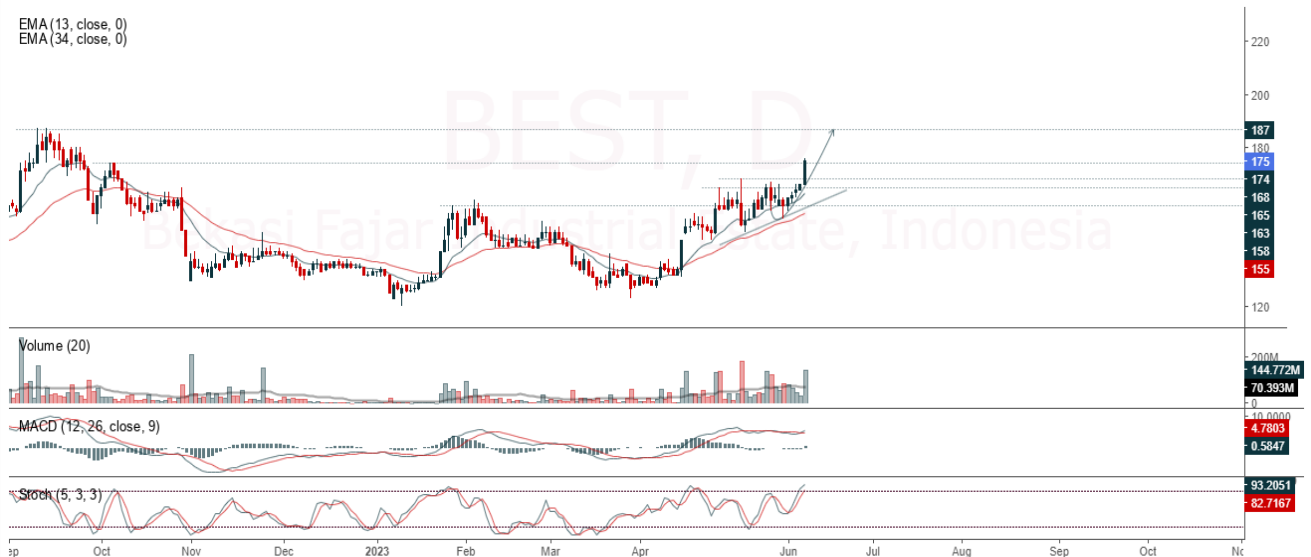 EMA (13, close, 0)
EMA (34, close, 0)
BEST, D
Bekasi Fajar Industrial Estate, Indonesia
220
200
187
180
175
174
168
165
163
158
155
120
Volume (20)
200M
144.772M
70.393M
0
MACD (12, 26, close, 9)
10.0000
4.7803
0.5847
Stoch (5, 3, 3)
93.2051
82.7167
Oct
Nov
Dec
2023
Feb
Mar
Apr
Jun
Jul
Aug
Sep
Oct